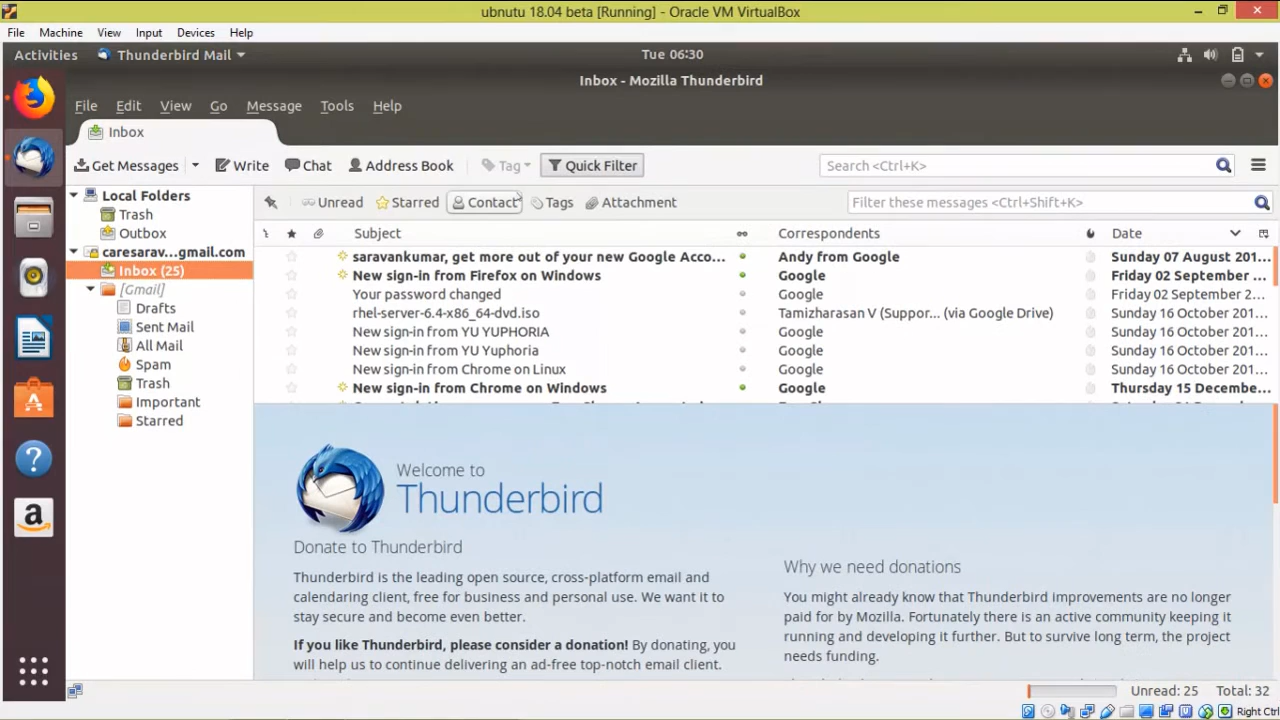 ubnutu 18.04 beta [Running] - Oracle VM VirtualBox
File Machine View Input Devices Help
Activities Thunderbird Mail Tue 06:30
Inbox - Mozilla Thunderbird
File Edit View Go Message Tools Help
Inbox
Get Messages Write Chat Address Book Tag Quick Filter Search <Ctrl+K>
Local Folders
Trash
Outbox
caresarav...gmail.com
Inbox (25)
[Gmail]
Drafts
Sent Mail
All Mail
Spam
Trash
Important
Starred
Unread Starred Contact Tags Attachment Filter these messages <Ctrl+Shift+K>
Subject Correspondents Date
saravankumar, get more out of your new Google Acco... Andy from Google Sunday 07 August 201...
New sign-in from Firefox on Windows Google Friday 02 September ...
Your password changed Google Friday 02 September 2...
rhel-server-6.4-x86_64-dvd.iso Tamizharasan V (Suppor... (via Google Drive) Sunday 16 October 201...
New sign-in from YU YUPHORIA Google Sunday 16 October 201...
New sign-in from YU Yuphoria Google Sunday 16 October 201...
New sign-in from Chrome on Linux Google Sunday 16 October 201...
New sign-in from Chrome on Windows Google Thursday 15 Decembe...
Welcome to
Thunderbird
Donate to Thunderbird
Thunderbird is the leading open source, cross-platform email and
calendaring client, free for business and personal use. We want it to
stay secure and become even better.
If you like Thunderbird, please consider a donation! By donating, you
will help us to continue delivering an ad-free top-notch email client.
Why we need donations
You might already know that Thunderbird improvements are no longer
paid for by Mozilla. Fortunately there is an active community keeping it
running and developing it further. But to survive long term, the project
needs funding.
Unread: 25 Total: 32
Right Ctrl